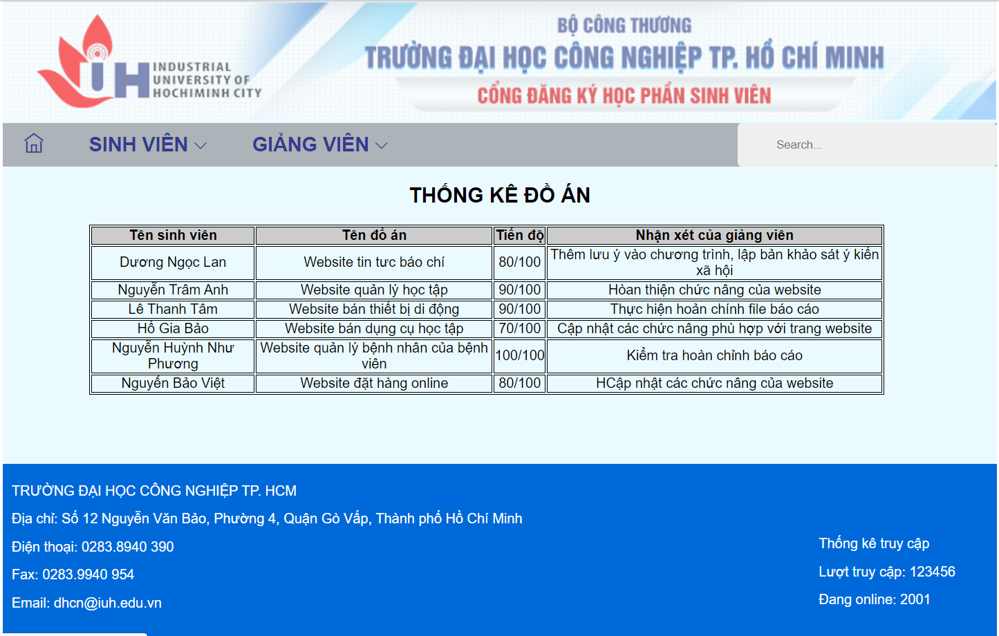 BỘ CÔNG THƯƠNG
TRƯỜNG ĐẠI HỌC CÔNG NGHIỆP TP. HỒ CHÍ MINH
CỔNG ĐĂNG KÝ HỌC PHẦN SINH VIÊN
IUH
INDUSTRIAL
UNIVERSITY OF
HOCHIMINH CITY
SINH VIÊN GIẢNG VIÊN Search...
THỐNG KÊ ĐỒ ÁN
Tên sinh viên Tên đồ án Tiến độ Nhận xét của giảng viên
Dương Ngọc Lan Website tin tưc báo chí 80/100 Thêm lưu ý vào chương trình, lập bản khảo sát ý kiến
xã hội
Nguyễn Trâm Anh Website quản lý học tập 90/100 Hòan thiện chức nâng của website
Lê Thanh Tâm Website bán thiết bị di động 90/100 Thực hiện hoản chính file báo cáo
Hồ Gia Bảo Website bán dụng cụ học tập 70/100 Cập nhật các chức nâng phù hợp với trang website
Nguyễn Huỳnh Như
Phương Website quản lý bệnh nhân của bệnh
viên 100/100 Kiểm tra hoàn chỉnh báo cáo
Nguyến Bảo Việt Website đặt hàng online 80/100 HCập nhật các chức nâng của website
TRƯỜNG ĐẠI HỌC CÔNG NGHIỆP TP. HCM
Địa chỉ: Số 12 Nguyễn Văn Bảo, Phường 4, Quận Gò Vấp, Thành phố Hồ Chí Minh
Điện thoại: 0283.8940 390
Fax: 0283.9940 954
Email: dhcn@iuh.edu.vn
Thống kê truy cập
Lượt truy cập: 123456
Đang online: 2001